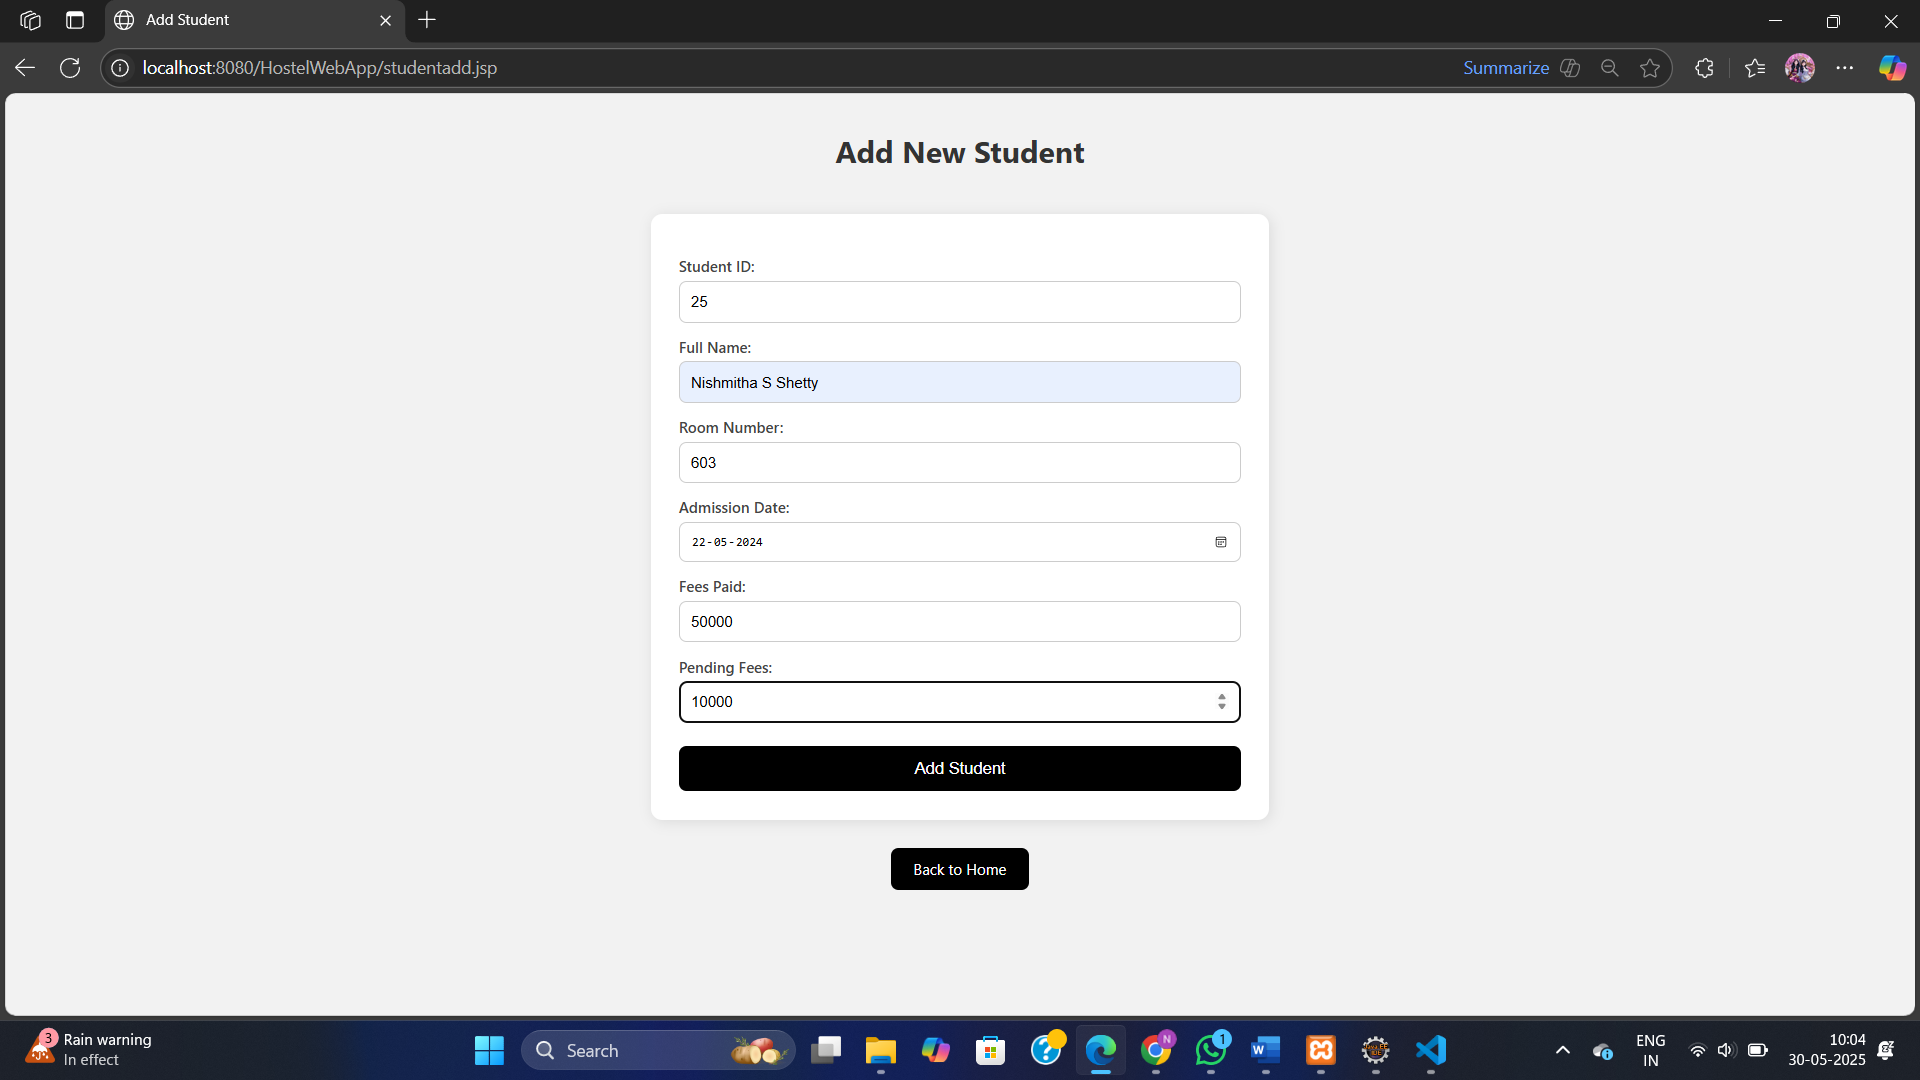 Add Student
localhost:8080/HostelWebApp/studentadd.jsp
Summarize
Add New Student
Student ID:
25
Full Name:
Nishmitha S Shetty
Room Number:
603
Admission Date:
22-05-2024
Fees Paid:
50000
Pending Fees:
10000
Add Student
Back to Home
3
Rain warning
In effect
Search
N
1
W
ENG
IN
10:04
30-05-2025